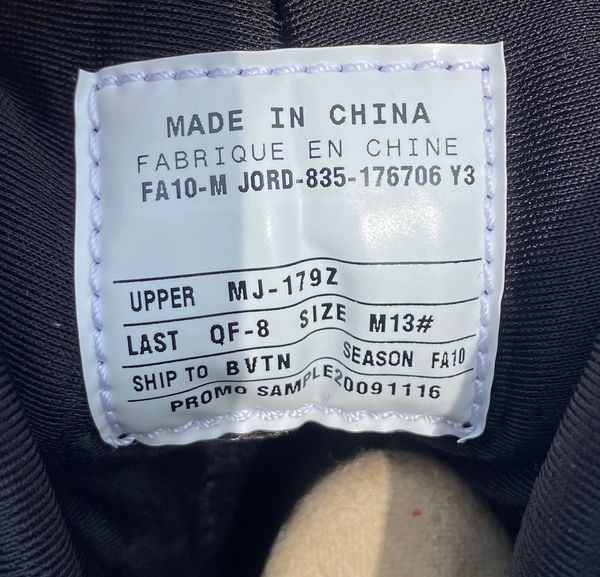 MADE IN CHINA
FABRIQUE EN CHINE
FA10-M JORD-835-176706 Y3
UPPER MJ-179Z
LAST QF-8 SIZE M13#
SHIP TO BVTN SEASON FA10
PROMO SAMPLE20091116